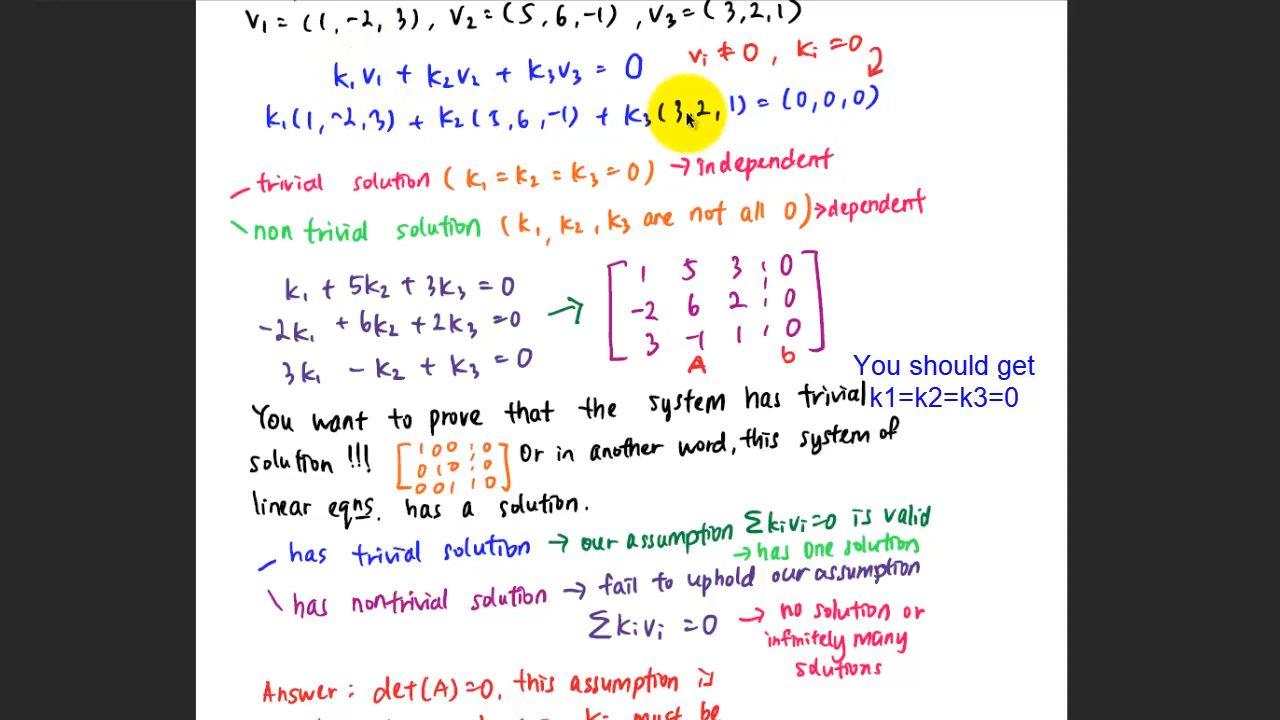 V1 = (1, -2, 3), V2 = (5, 6, -1), V3 = (3, 2, 1)
k1v1 + k2v2 + k3v3 = 0
vi ≠ 0, ki = 0
k1(1, -2, 3) + k2(5, 6, -1) + k3(3, 2, 1) = (0, 0, 0)
trivial solution (k1 = k2 = k3 = 0) → independent
non trivial solution (k1, k2, k3 are not all 0) → dependent
k1 + 5k2 + 3k3 = 0
-2k1 + 6k2 + 2k3 = 0
3k1 - k2 + k3 = 0
→
1 5 3 ¦ 0
-2 6 2 ¦ 0
3 -1 1 ¦ 0
A b
You should get
k1=k2=k3=0
You want to prove that the system has trivial
solution !!! [1 0 0 ¦ 0
0 1 0 ¦ 0
0 0 1 ¦ 0] Or in another word, this system of
linear eqns. has a solution.
has trivial solution → our assumption Σkivi=0 is valid
→ has one solution
has nontrivial solution → fail to uphold our assumption
Σkivi = 0 → no solution or
infinitely many
solutions
Answer: det(A)=0, this assumption is
ki must be